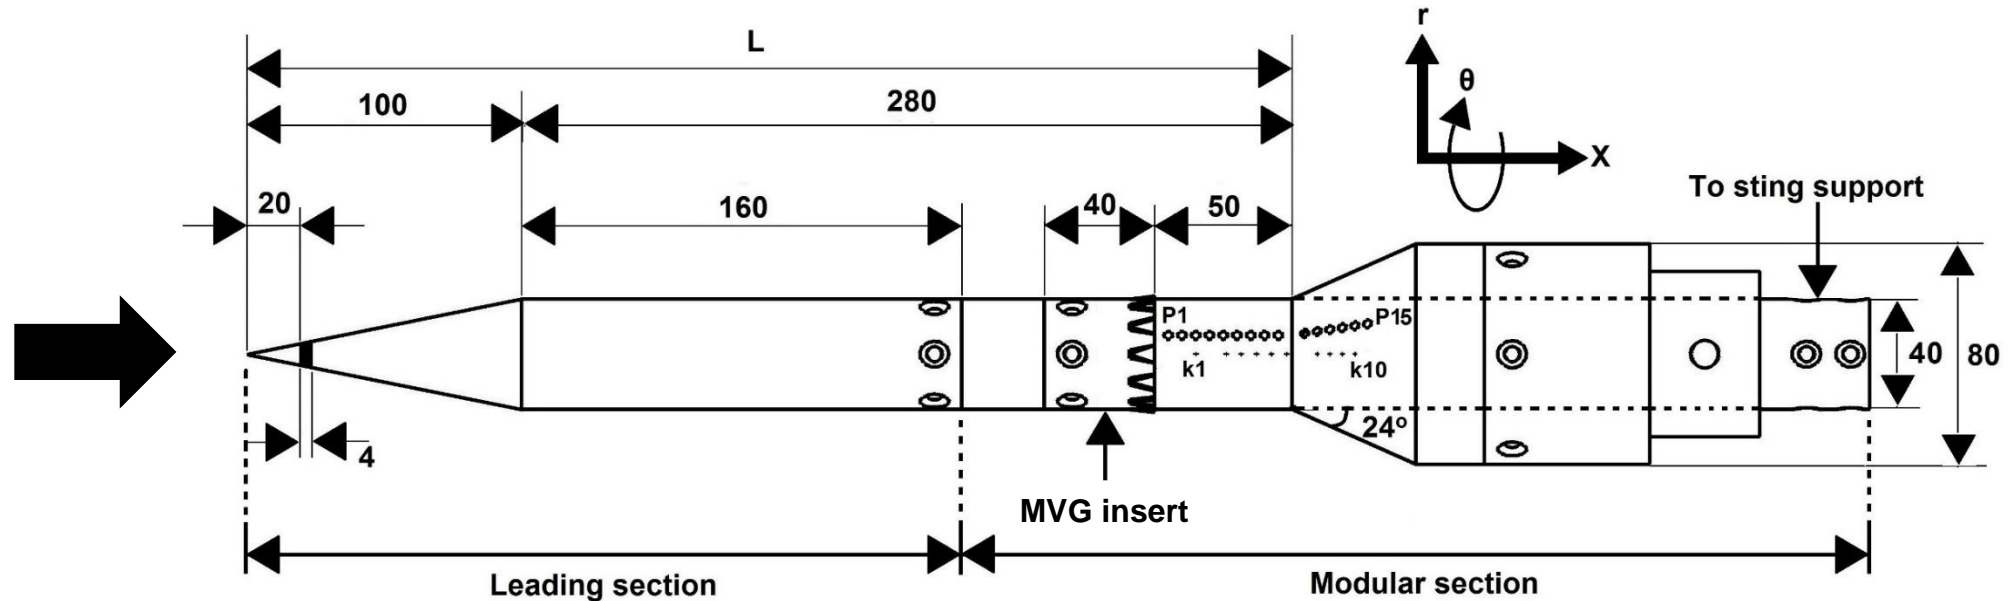 L
r
100
280
θ
X
20
160
40
50
To sting support
P1
P15
k1
k10
40
80
24°
4
MVG insert
Leading section
Modular section